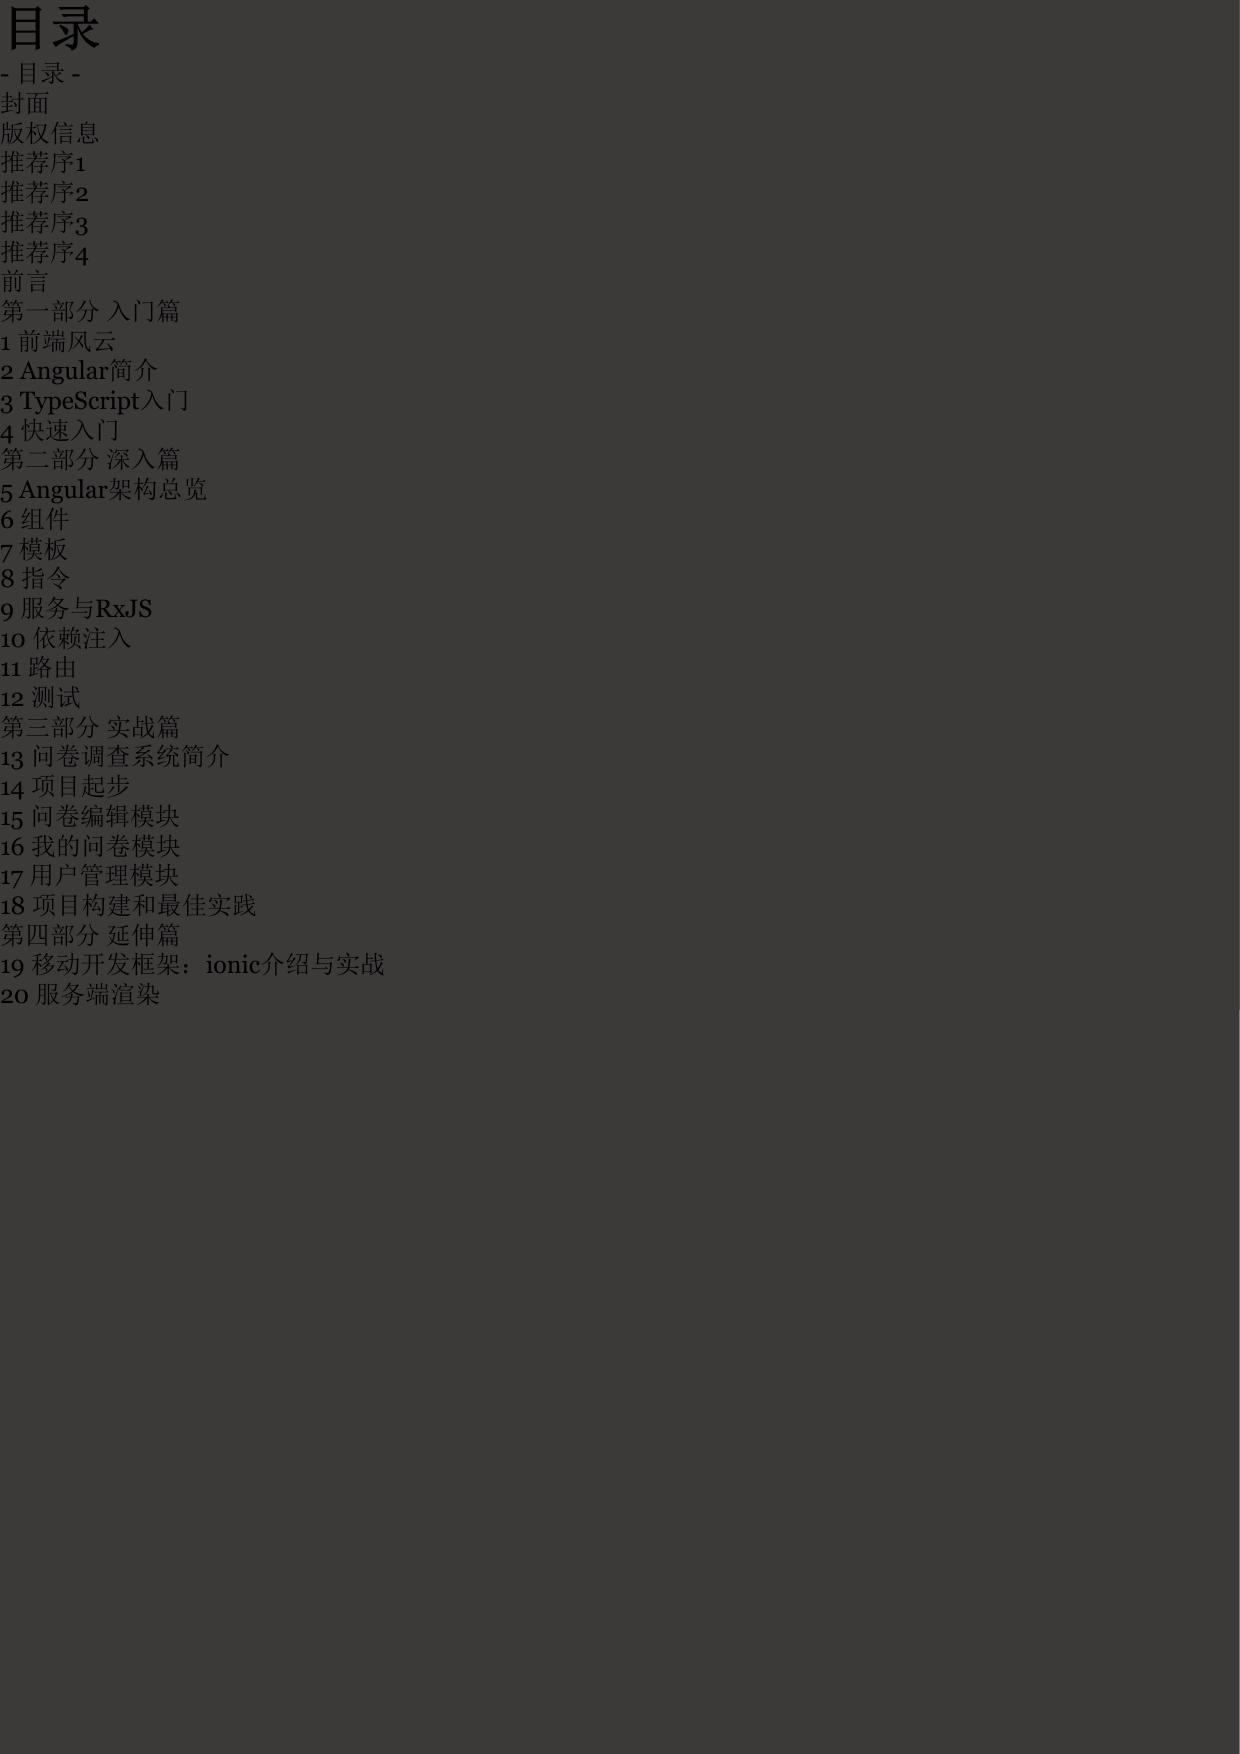 目录
- 目录 -
封面
版权信息
推荐序1
推荐序2
推荐序3
推荐序4
前言
第一部分 入门篇
1 前端风云
2 Angular简介
3 TypeScript入门
4 快速入门
第二部分 深入篇
5 Angular架构总览
6 组件
7 模板
8 指令
9 服务与RxJS
10 依赖注入
11 路由
12 测试
第三部分 实战篇
13 问卷调查系统简介
14 项目起步
15 问卷编辑模块
16 我的问卷模块
17 用户管理模块
18 项目构建和最佳实践
第四部分 延伸篇
19 移动开发框架：ionic介绍与实战
20 服务端渲染